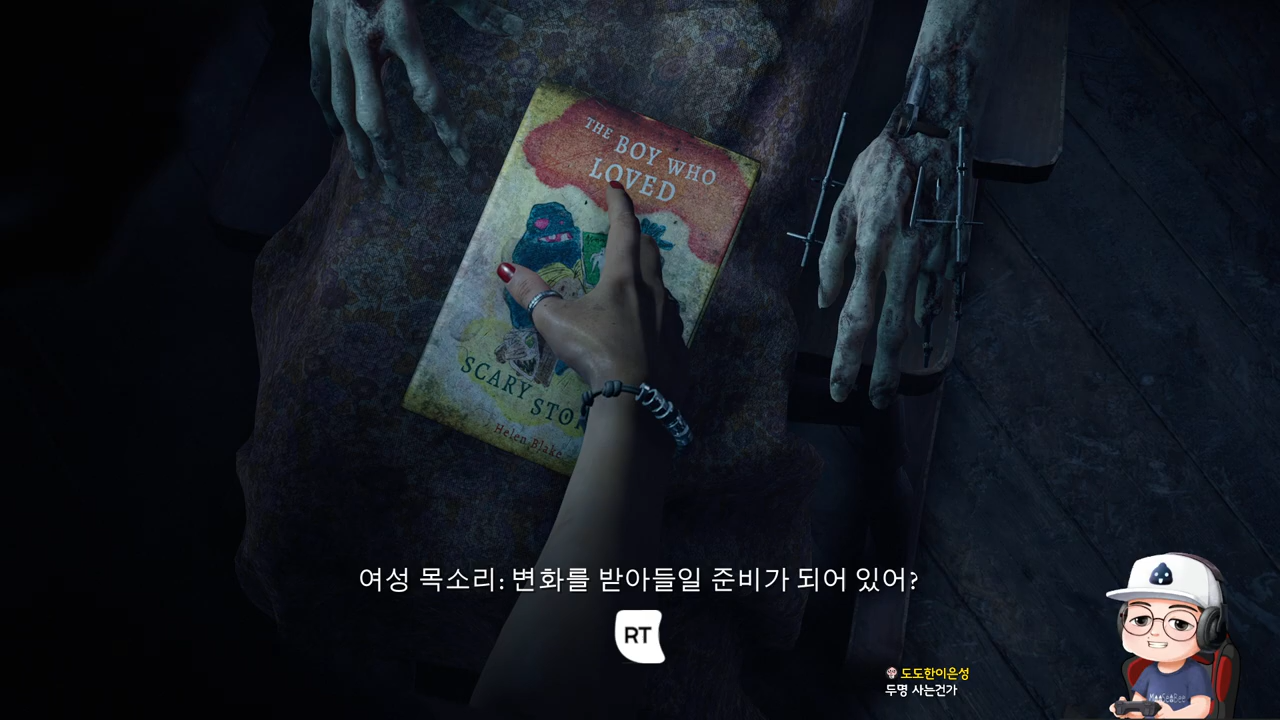 THE BOY WHO
LOVED
SCARY
Helen Blake
여성 목소리: 변화를 받아들일 준비가 되어 있어?
RT
도도한이은성
두명 사는건가